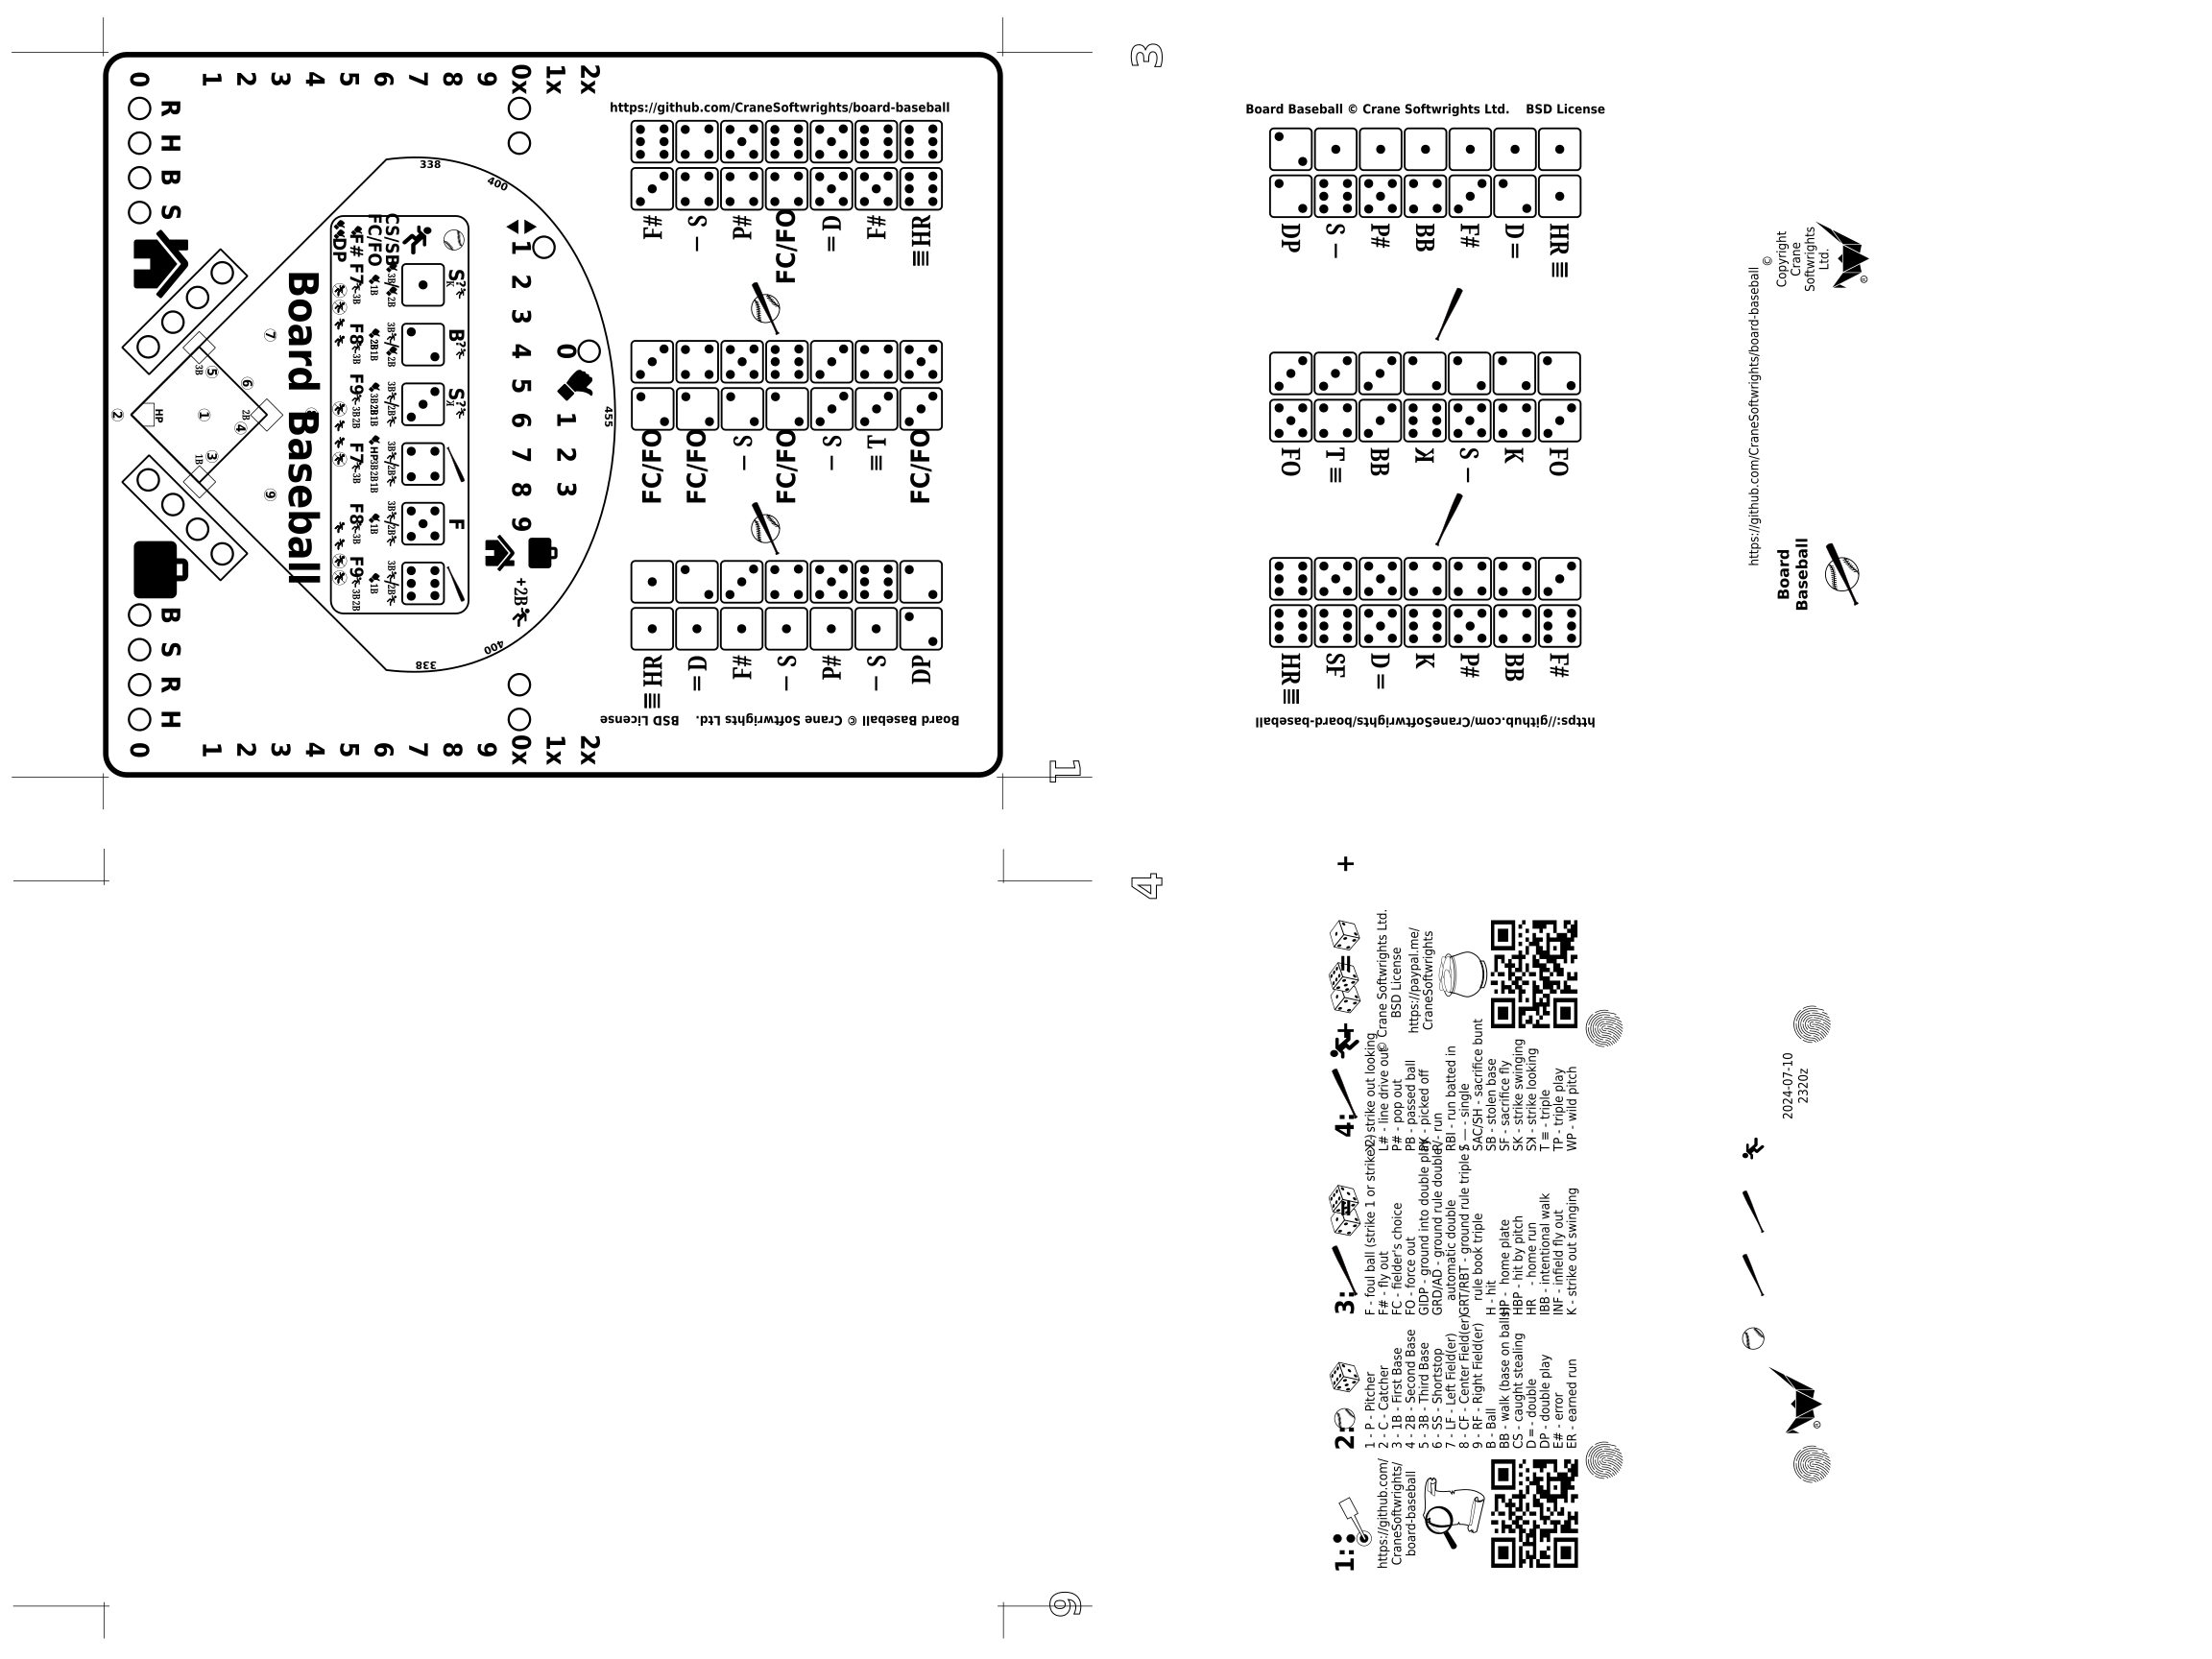 0 1 2 3 4 5 6 7 8 9 0x 1x 2x
R H B S
https://github.com/CraneSoftwrights/board-baseball
F#
S –
P#
FC/FO
D =
F#
HR ≡
338
400
455
400
338
1 2 3 4 5 6 7 8 9
0 1 2 3
+2B
CS/SB
FC/FO
F#
DP
S?
K
B?
S?
F
F7
F8
F9
F7
F8
F9
Board Baseball
HP
1B
2B
3B
① ② ③ ④ ⑤ ⑥ ⑦ ⑧ ⑨
FC/FO
FC/FO
S –
FC/FO
S –
T ≡
FC/FO
HR ≡
D =
F#
S –
P#
S –
DP
Board Baseball © Crane Softwrights Ltd. BSD License
B S R H
0 1 2 3 4 5 6 7 8 9 0x 1x 2x
1
3
Board Baseball © Crane Softwrights Ltd. BSD License
DP
S –
P#
BB
F#
D =
HR ≡
FO
T ≡
BB
ꓘ
S –
K
FO
HR ≡
SF
D =
K
P#
BB
F#
https://github.com/CraneSoftwrights/board-baseball
©
Copyright
Crane
Softwrights
Ltd.
®
https://github.com/CraneSoftwrights/board-baseball
Board
Baseball
4
6
1:
https://github.com/
CraneSoftwrights/
board-baseball
2:
1 - P - Pitcher
2 - C - Catcher
3 - 1B - First Base
4 - 2B - Second Base
5 - 3B - Third Base
6 - SS - Shortstop
7 - LF - Left Field(er)
8 - CF - Center Field(er)
9 - RF - Right Field(er)
B - Ball
BB - walk (base on balls)
CS - caught stealing
D = - double
DP - double play
E# - error
ER - earned run
3:
#
F - foul ball (strike 1 or strike 2)
F# - fly out
FC - fielder's choice
FO - force out
GIDP - ground into double play
GRD/AD - ground rule double/
automatic double
GRT/RBT - ground rule triple /
rule book triple
H - hit
HP - home plate
HBP - hit by pitch
HR - home run
IBB - intentional walk
INF - infield fly out
K - strike out swinging
4:
+
=
+
ꓘ - strike out looking
L# - line drive out
P# - pop out
PB - passed ball
PK - picked off
R - run
RBI - run batted in
S — - single
SAC/SH - sacrifice bunt
SB - stolen base
SF - sacrifice fly
SK - strike swinging
Sꓘ - strike looking
T ≡ - triple
TP - triple play
WP - wild pitch
© Crane Softwrights Ltd.
BSD License
https://paypal.me/
CraneSoftwrights
®
2024-07-10
2320z